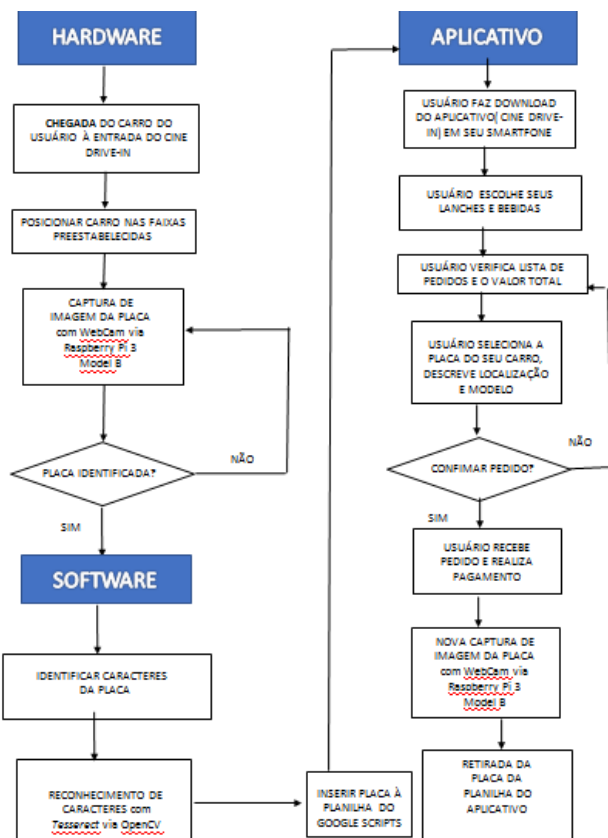 HARDWARE
CHEGADA DO CARRO DO
USUÁRIO À ENTRADA DO CINE
DRIVE-IN
POSICIONAR CARRO NAS FAIXAS
PREESTABELECIDAS
CAPTURA DE
IMAGEM DA PLACA
com WebCam via
Raspberry Pi 3
Model B
PLACA IDENTIFICADA?
NÃO
SIM
SOFTWARE
IDENTIFICAR CARACTERES
DA PLACA
RECONHECIMENTO DE
CARACTERES com
Tesserect via OpenCV
INSERIR PLACA À
PLANILHA DO
GOOGLE SCRIPTS
APLICATIVO
USUÁRIO FAZ DOWNLOAD
DO APLICATIVO( CINE DRIVE-
IN) EM SEU SMARTFONE
USUÁRIO ESCOLHE SEUS
LANCHES E BEBIDAS
USUÁRIO VERIFICA LISTA DE
PEDIDOS E O VALOR TOTAL
USUÁRIO SELECIONA A
PLACA DO SEU CARRO,
DESCREVE LOCALIZAÇÃO
E MODELO
CONFIMAR PEDIDO?
NÃO
SIM
USUÁRIO RECEBE
PEDIDO E REALIZA
PAGAMENTO
NOVA CAPTURA DE
IMAGEM DA PLACA
com WebCam via
Raspberry Pi 3
Model B
RETIRADA DA
PLACA DA
PLANILHA DO
APLICATIVO